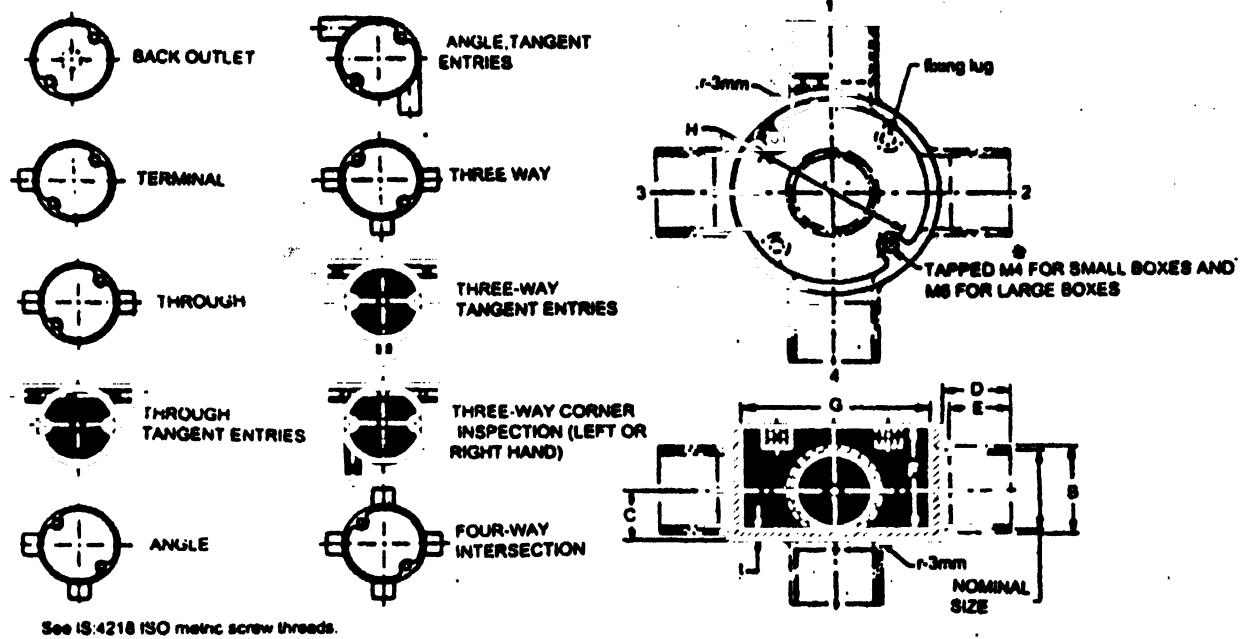 BACK OUTLET
ANGLE, TANGENT
ENTRIES
TERMINAL
THREE WAY
THROUGH
THREE-WAY
TANGENT ENTRIES
THROUGH
TANGENT ENTRIES
THREE-WAY CORNER
INSPECTION (LEFT OR
RIGHT HAND)
ANGLE
FOUR-WAY
INTERSECTION
See IS:4218 ISO metric screw threads.
1
r-3mm
fixing lug
H
3
2
TAPPED M4 FOR SMALL BOXES AND
M6 FOR LARGE BOXES
4
D
G
E
F
B
C
r-3mm
NOMINAL
SIZE